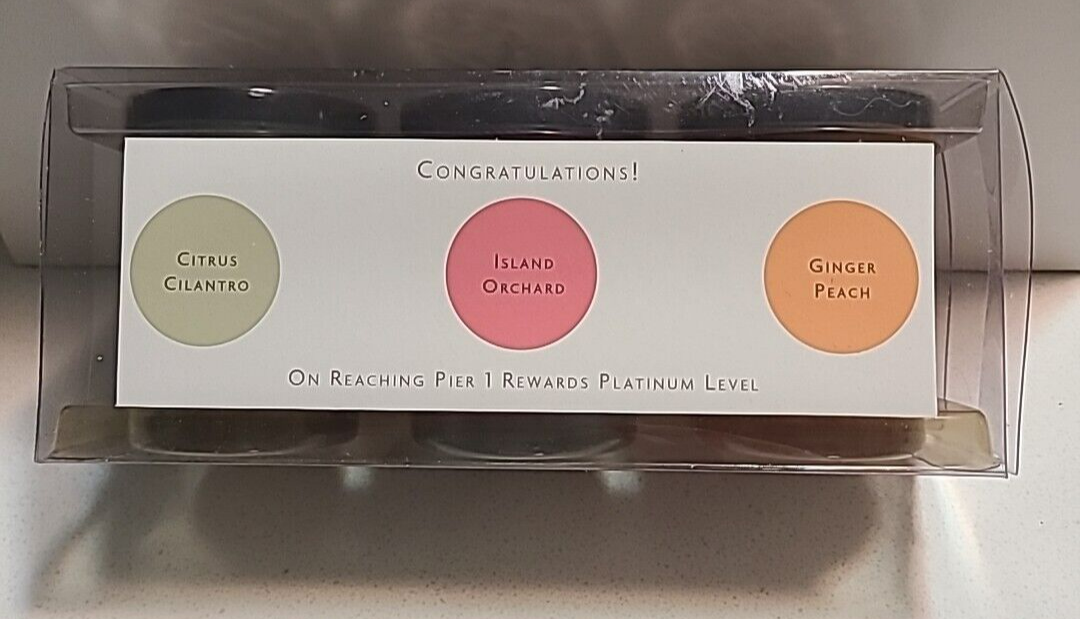 CONGRATULATIONS!
CITRUS
CILANTRO
ISLAND
ORCHARD
GINGER
PEACH
ON REACHING PIER 1 REWARDS PLATINUM LEVEL